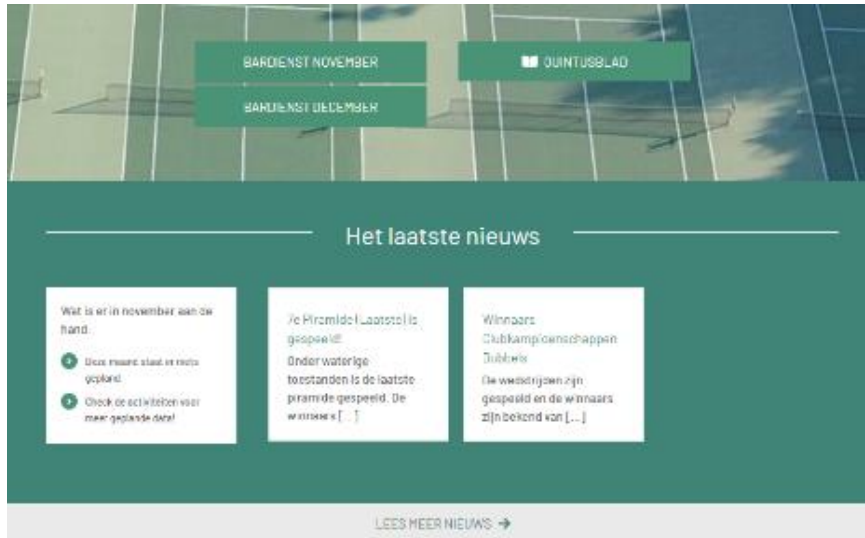 BARDIENST NOVEMBER
QUINTUSBLAD
BARDIENST DECEMBER
Het laatste nieuws
Wat is er in november aan de
hand
Deze maand staat er niets
gepland
Check de activiteiten voor
meer geplande data!
7e Piramide (Laatste) is
gespeeld!
Onder waterige
toestanden is de laatste
piramide gespeeld. De
winnaars [...]
Winnaars
Clubkampioenschappen
Dubbels
De wedstrijden zijn
gespeeld en de winnaars
zijn bekend van [...]
LEES MEER NIEUWS